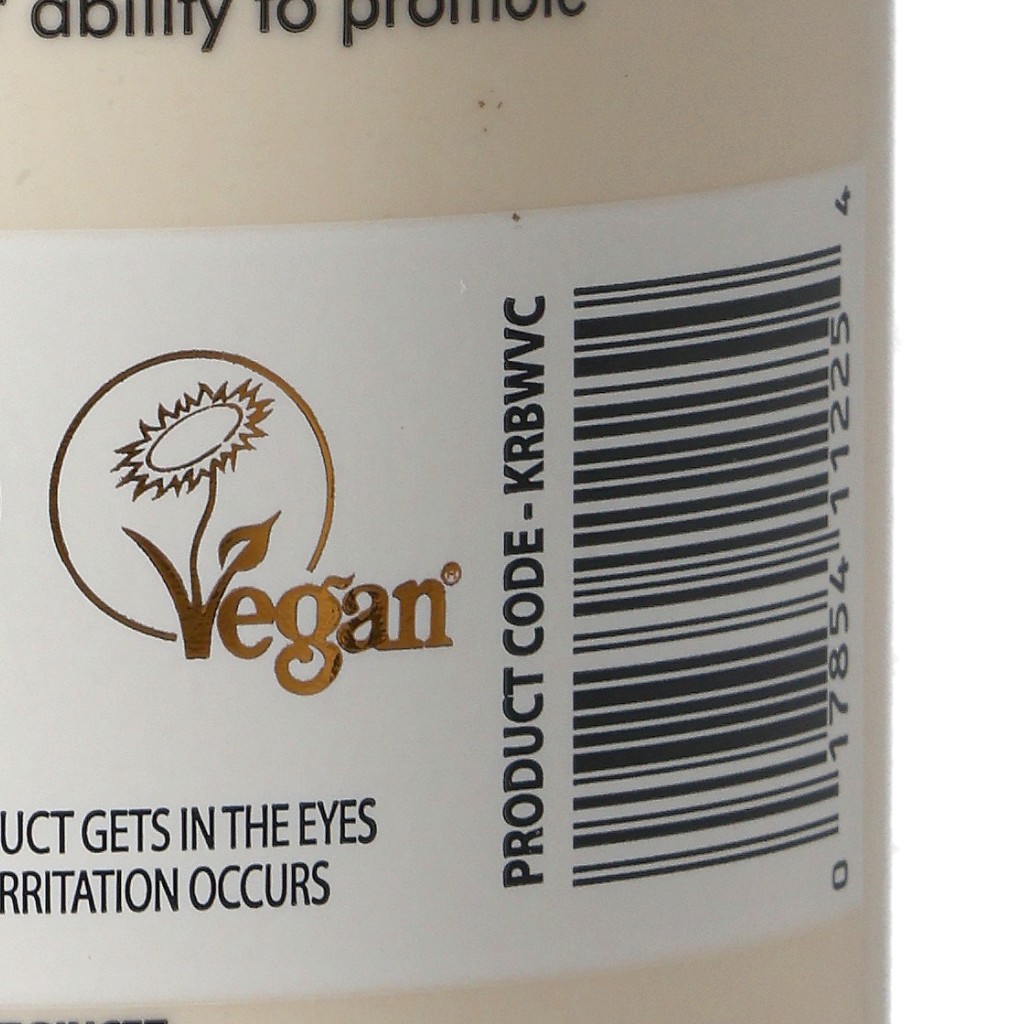 ability to promote
Vegan®
UCT GETS IN THE EYES
RRITATION OCCURS
PRODUCT CODE - KRBWVC
0 17854 11225 4